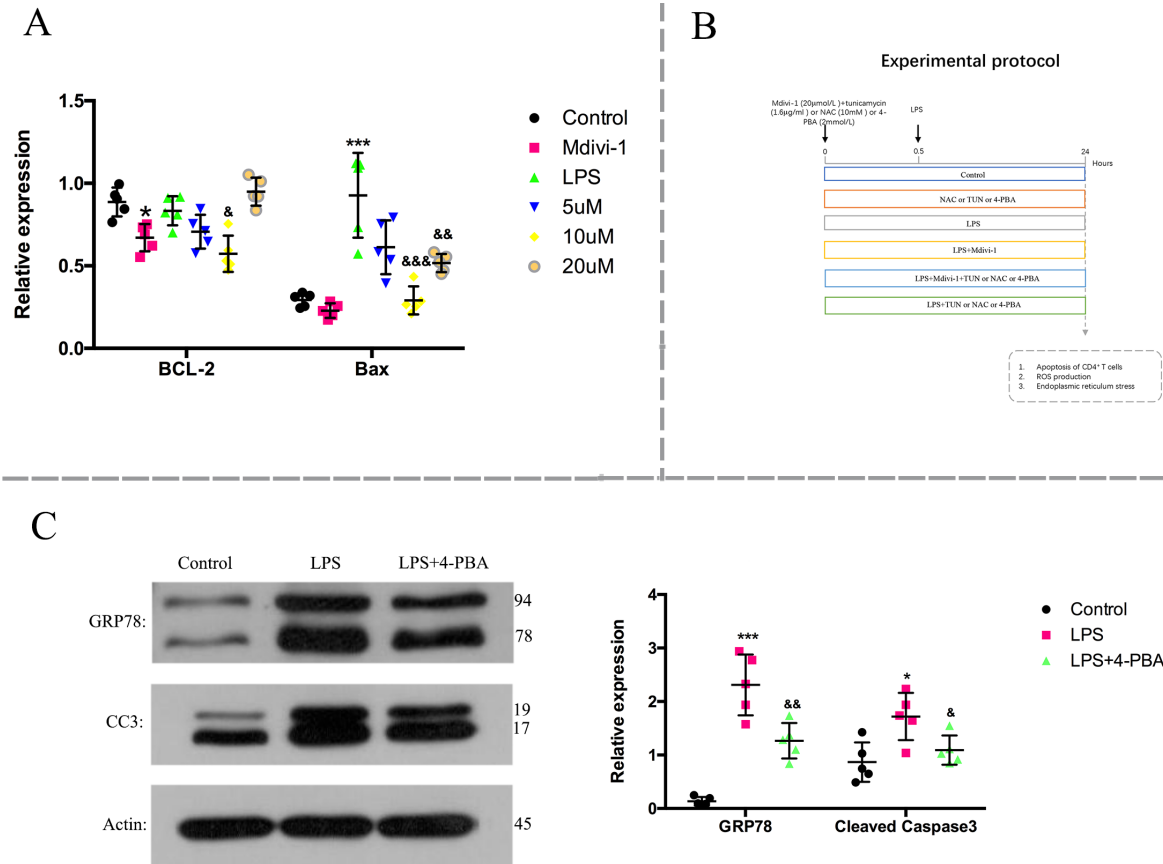 A
1.5
1.0
0.5
0.0
Relative expression
*
&
***
&&&
&&
BCL-2
Bax
Control
Mdivi-1
LPS
5uM
10uM
20uM
B
Experimental protocol
Mdivi-1 (20μmol/L )+tunicamycin
(1.6μg/ml ) or NAC (10mM ) or 4-
PBA (2mmol/L)
LPS
0
0.5
24
Hours
Control
NAC or TUN or 4-PBA
LPS
LPS+Mdivi-1
LPS+Mdivi-1+TUN or NAC or 4-PBA
LPS+TUN or NAC or 4-PBA
1. Apoptosis of CD4⁺ T cells
2. ROS production
3. Endoplasmic reticulum stress
C
Control LPS LPS+4-PBA
GRP78:
94
78
CC3:
19
17
Actin:
45
4
3
2
1
0
Relative expression
***
&&
*
&
GRP78
Cleaved Caspase3
Control
LPS
LPS+4-PBA